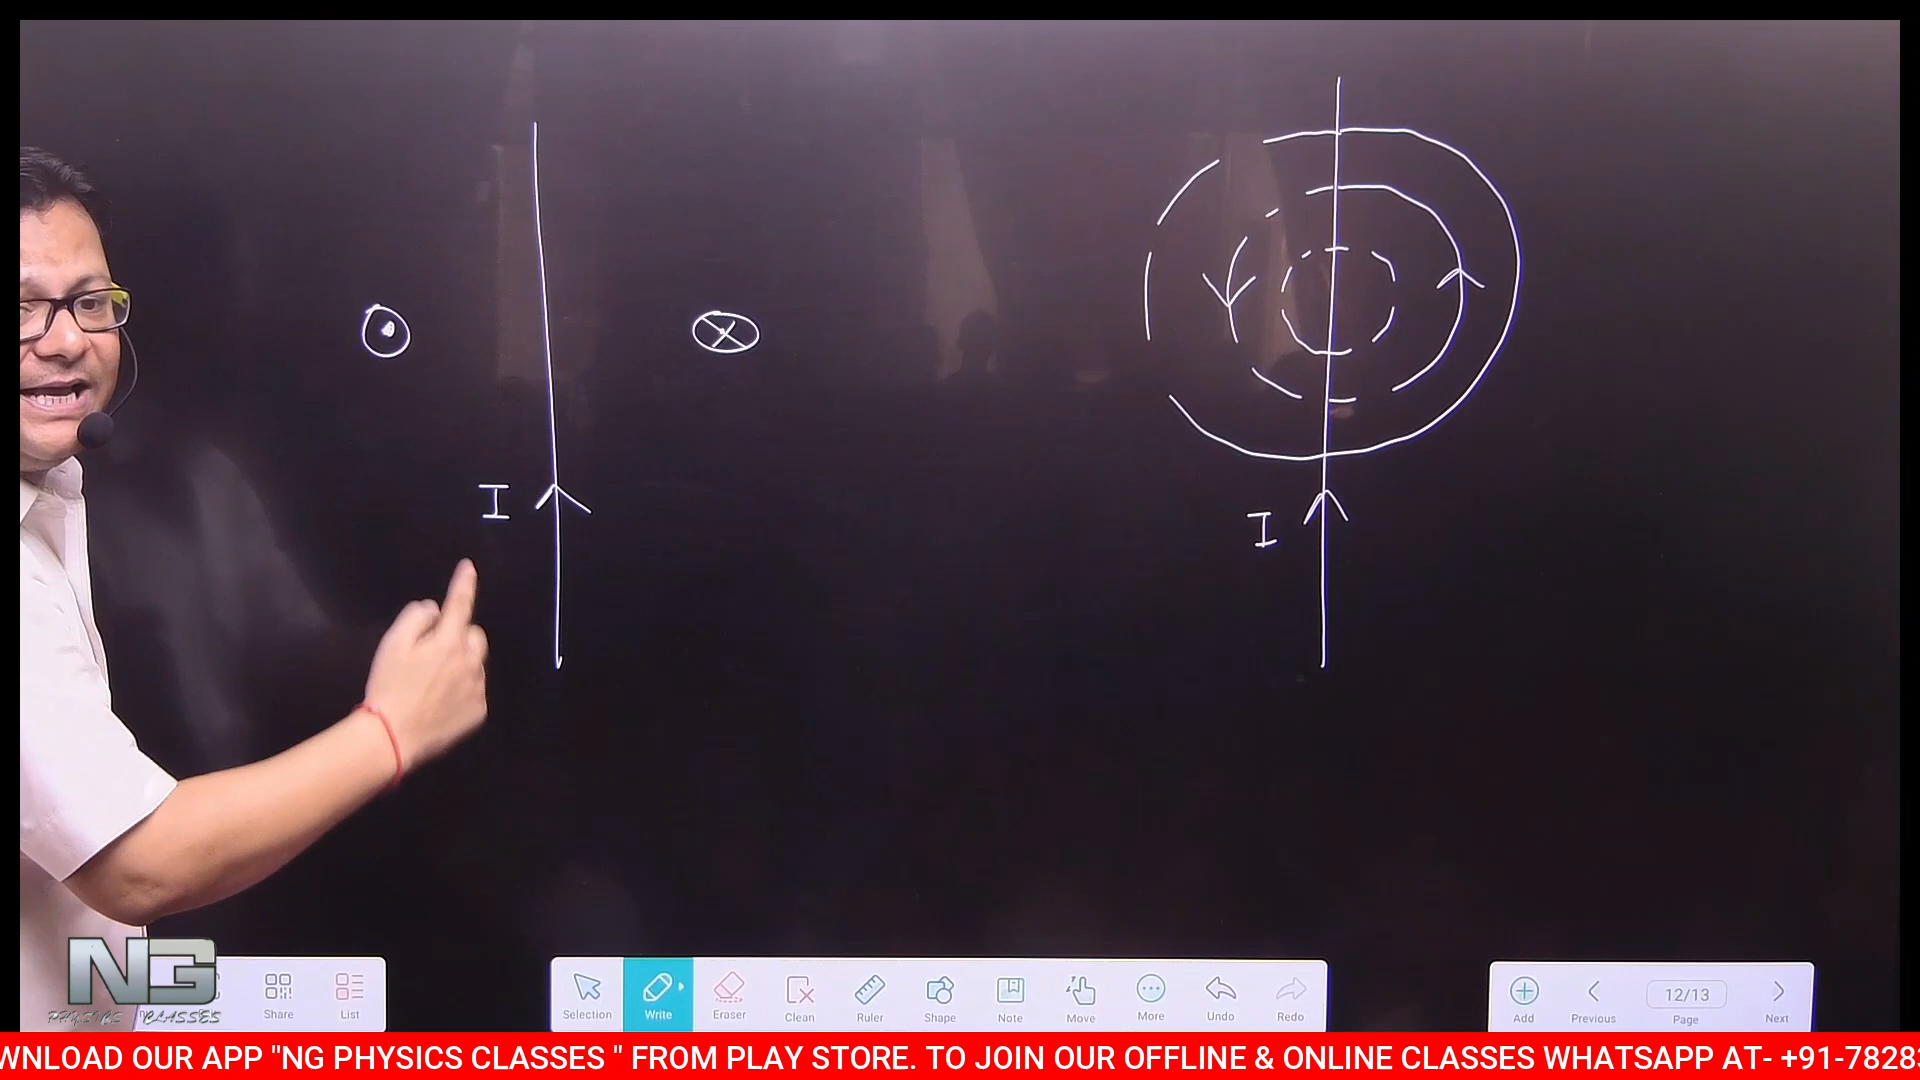 I
I
NG
PHYSICS CLASSES
Share
List
Selection
Write
Eraser
Clean
Ruler
Shape
Note
Move
More
Undo
Redo
Add
Previous
12/13
Page
Next
WNLOAD OUR APP "NG PHYSICS CLASSES " FROM PLAY STORE. TO JOIN OUR OFFLINE & ONLINE CLASSES WHATSAPP AT- +91-7828